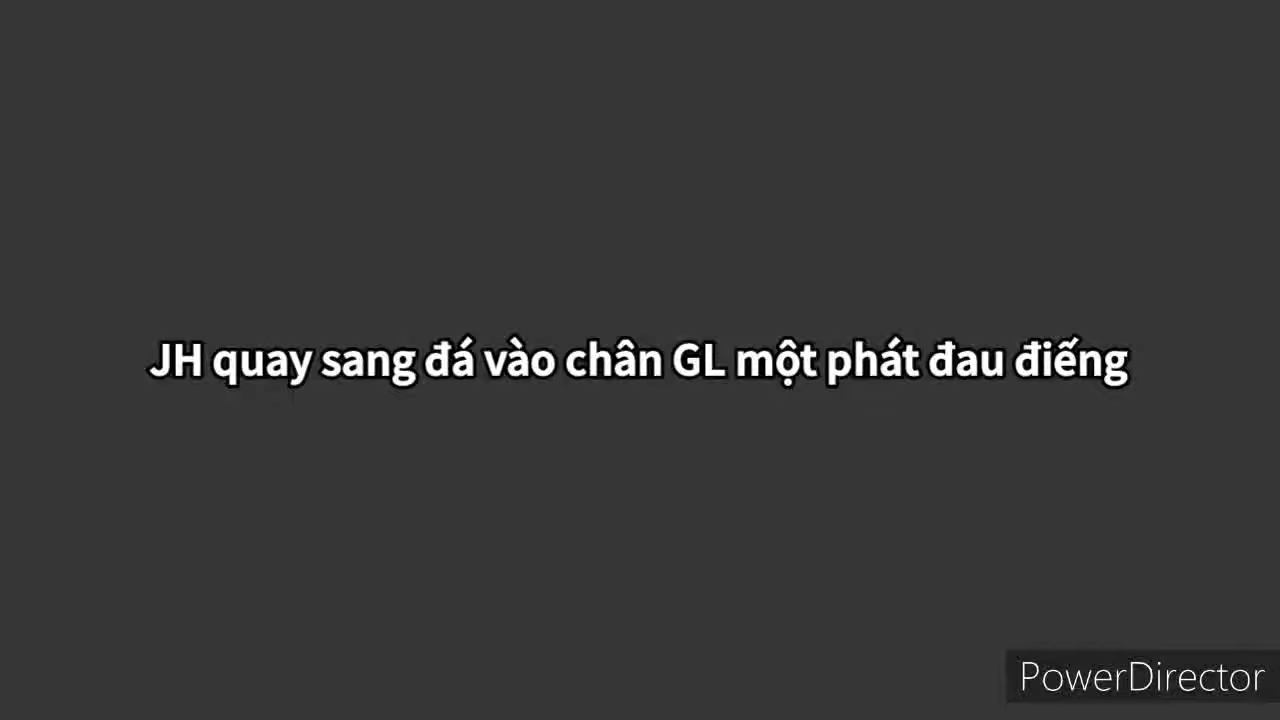 JH quay sang đá vào chân GL một phát đau điếng
PowerDirector